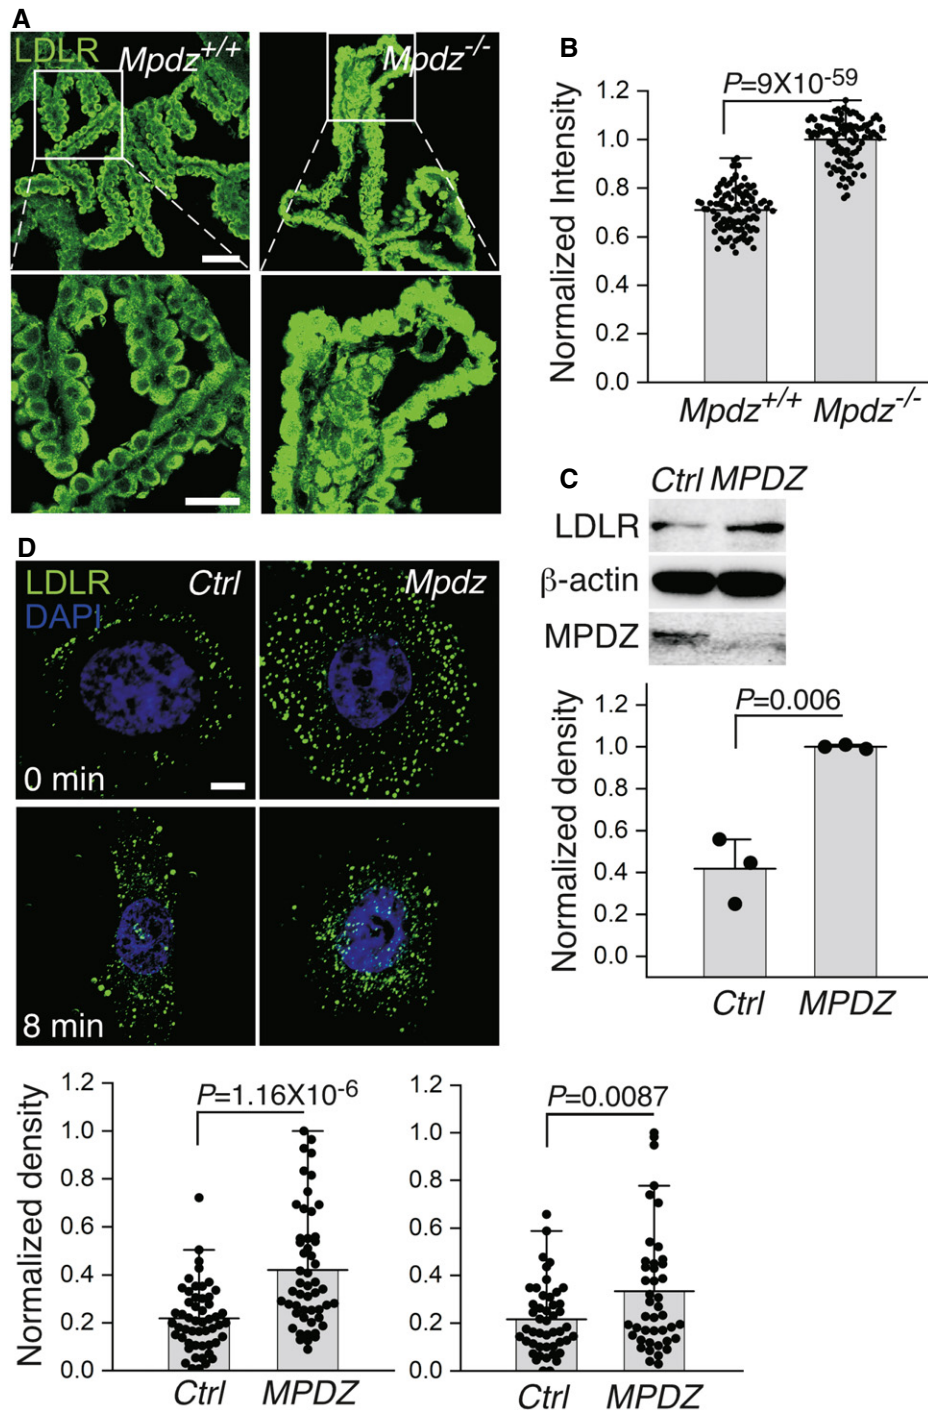 A
LDLR Mpdz+/+ Mpdz-/-
B
Normalized Intensity
1.2
1.0
0.8
0.6
0.4
0.2
0.0
P=9X10-59
Mpdz+/+ Mpdz-/-
C
Ctrl MPDZ
LDLR
β-actin
MPDZ
Normalized density
1.2
1.0
0.8
0.6
0.4
0.2
0.0
P=0.006
Ctrl MPDZ
D
LDLR Ctrl Mpdz
DAPI
0 min
8 min
Normalized density
1.2
1.0
0.8
0.6
0.4
0.2
0.0
P=1.16X10-6
Ctrl MPDZ
1.2
1.0
0.8
0.6
0.4
0.2
0.0
P=0.0087
Ctrl MPDZ